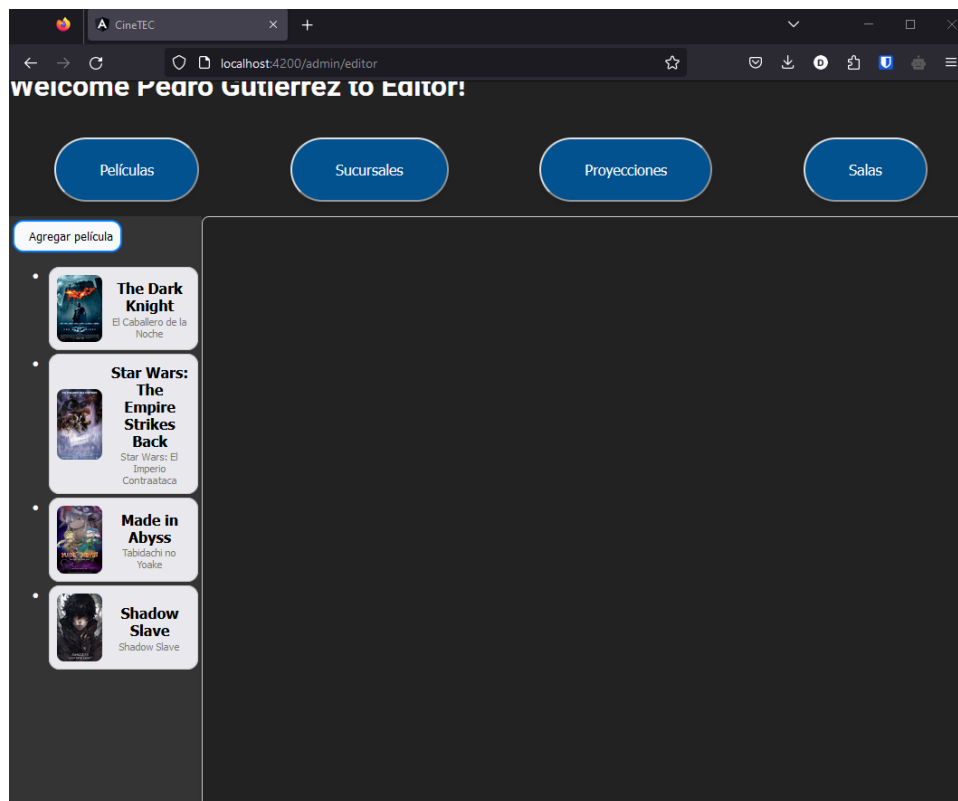 CineTEC
localhost:4200/admin/editor
Welcome Pedro Gutierrez to Editor!
Películas
Sucursales
Proyecciones
Salas
Agregar película
The Dark
Knight
El Caballero de la
Noche
Star Wars:
The
Empire
Strikes
Back
Star Wars: El
Imperio
Contraataca
Made in
Abyss
Tabidachi no
Yoake
Shadow
Slave
Shadow Slave